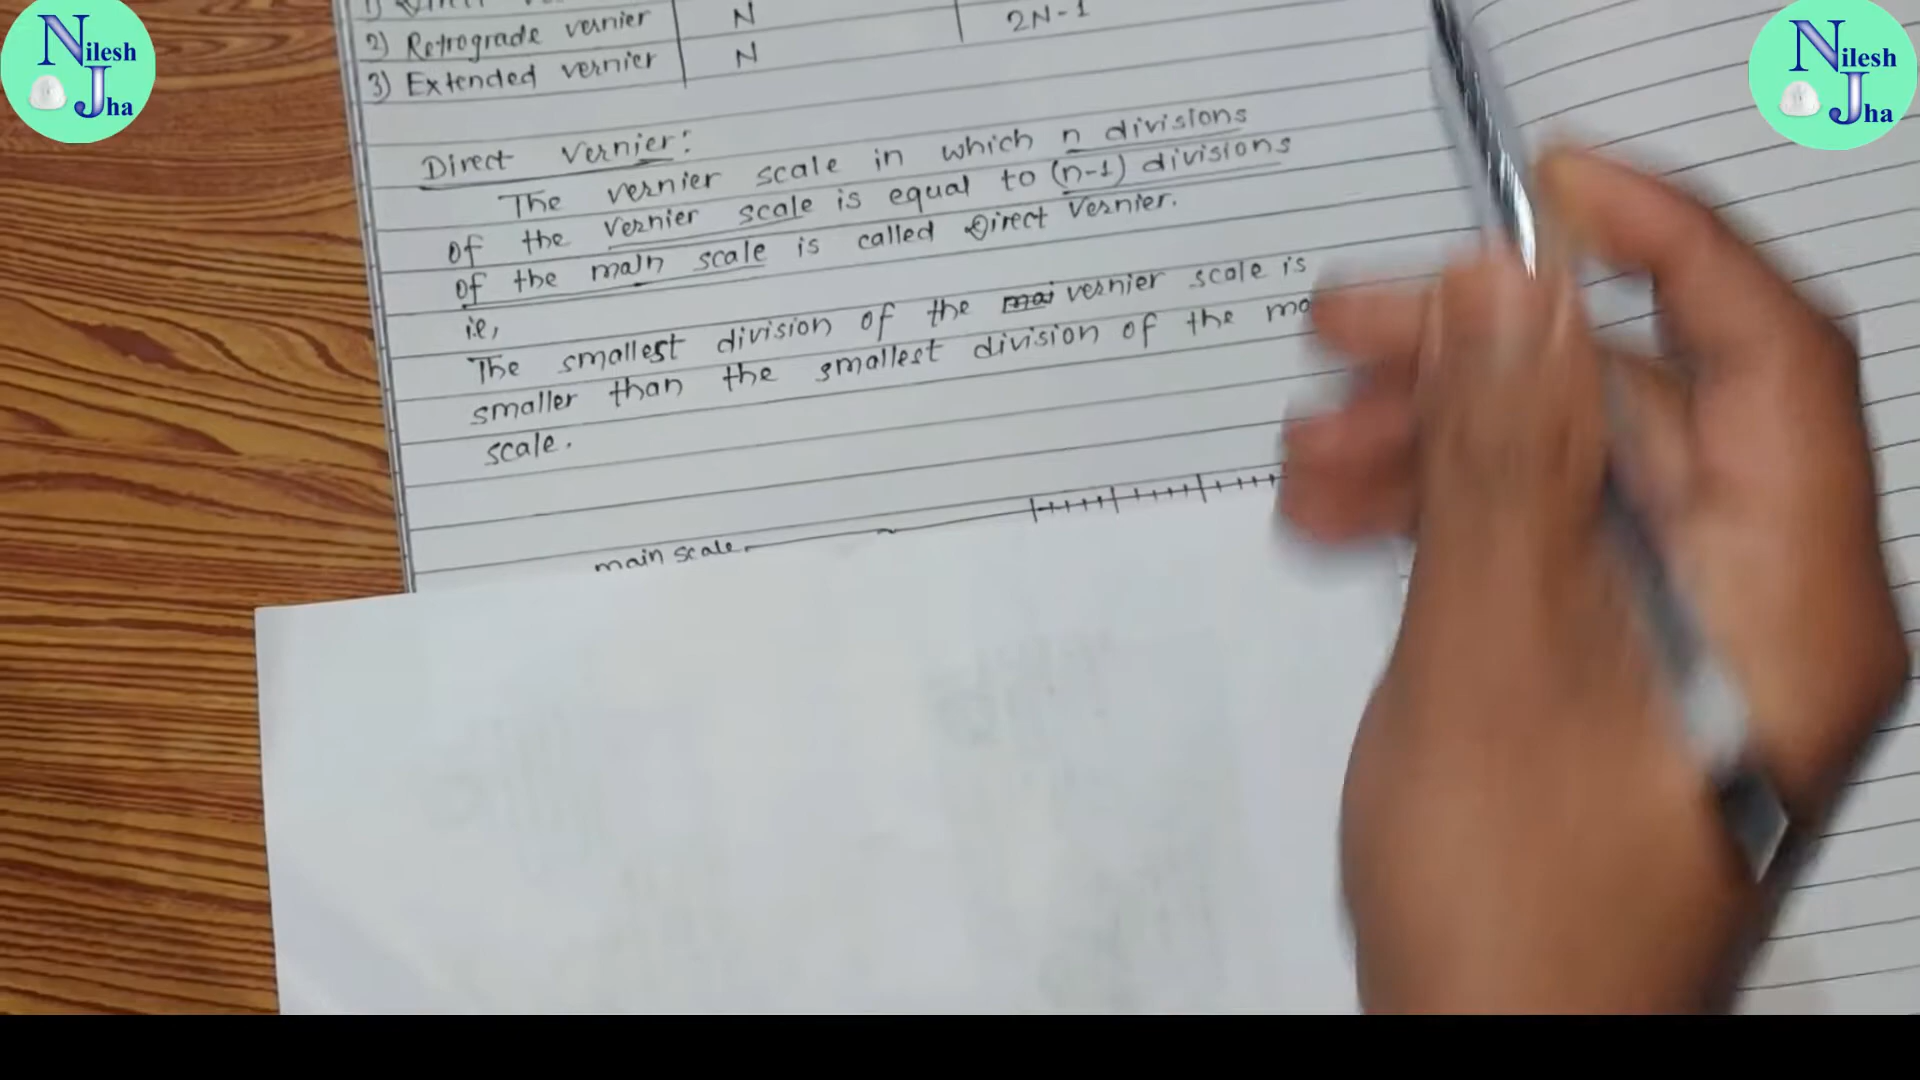 Nilesh
Jha
Nilesh
Jha
2) Retrograde vernier N
3) Extended vernier N 2N-1
Direct Vernier:
The vernier scale in which n divisions
of the vernier scale is equal to (n-1) divisions
of the main scale is called Direct Vernier.
ie,
The smallest division of the mai vernier scale is
smaller than the smallest division of the ma
scale.
main scale